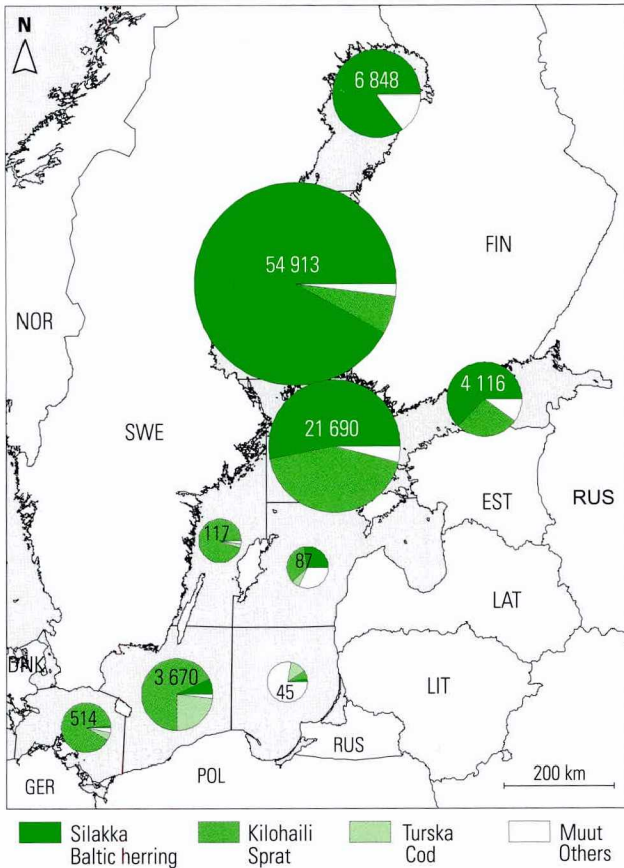 N
6 848
54 913
FIN
NOR
4 116
SWE
21 690
EST
RUS
117
87
LAT
DNK
3 670
45
LIT
514
RUS
GER
POL
200 km
Silakka
Baltic herring
Kilohaili
Sprat
Turska
Cod
Muut
Others